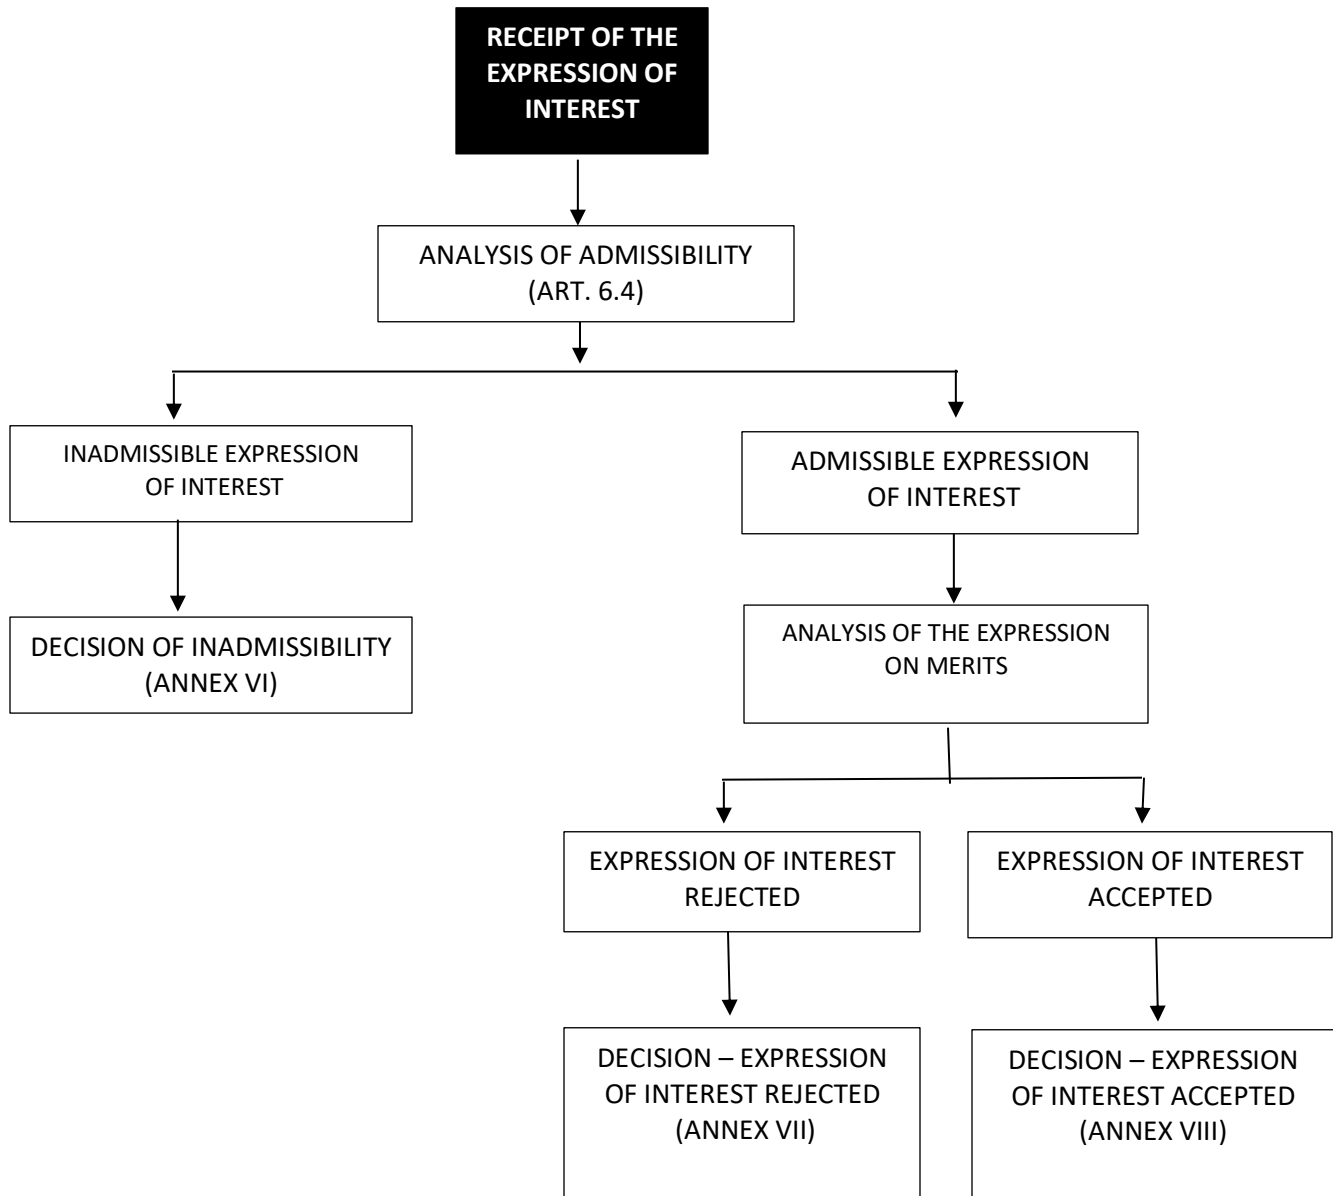 RECEIPT OF THE
EXPRESSION OF
INTEREST
ANALYSIS OF ADMISSIBILITY
(ART. 6.4)
INADMISSIBLE EXPRESSION
OF INTEREST
ADMISSIBLE EXPRESSION
OF INTEREST
DECISION OF INADMISSIBILITY
(ANNEX VI)
ANALYSIS OF THE EXPRESSION
ON MERITS
EXPRESSION OF INTEREST
REJECTED
EXPRESSION OF INTEREST
ACCEPTED
DECISION – EXPRESSION
OF INTEREST REJECTED
(ANNEX VII)
DECISION – EXPRESSION
OF INTEREST ACCEPTED
(ANNEX VIII)